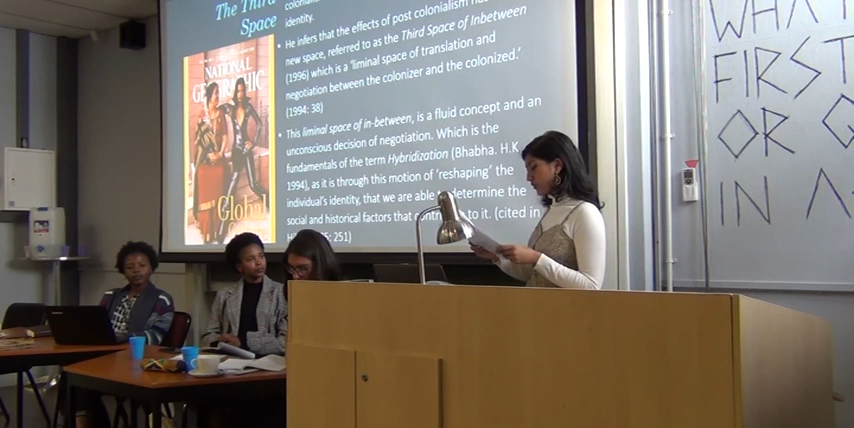 The Third
Space
identity.
He infers that the effects of post colonialism has
new space, referred to as the Third Space of Inbetween
(1996) which is a 'liminal space of translation and
negotiation between the colonizer and the colonized.'
(1994: 38)
This liminal space of in-between, is a fluid concept and an
unconscious decision of negotiation. Which is the
fundamentals of the term Hybridization (Bhabha. H.K
1994), as it is through this motion of 'reshaping' the
individual's identity, that we are able determine the
social and historical factors that to it. (cited in
: 251)
NATIONAL
GEOGRAPHIC
Global
WHAT
FIRST
OR
IN A